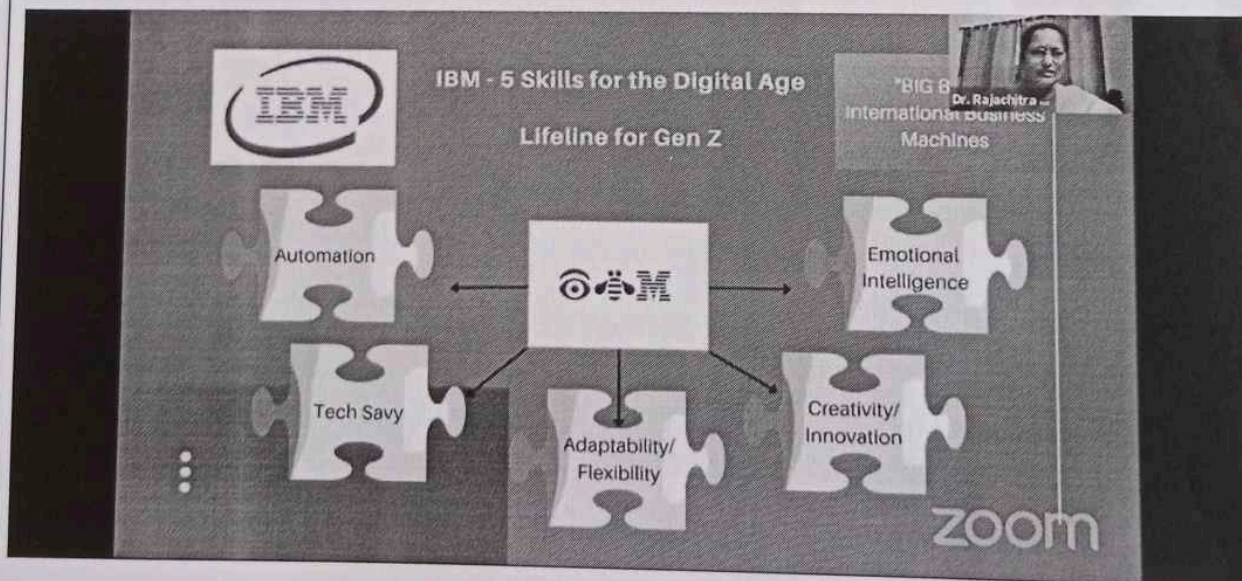 IBM
IBM - 5 Skills for the Digital Age
Lifeline for Gen Z
"BIG B
Dr. Rajachitra
International Business
Machines
Automation
Emotional
Intelligence
M
Tech Savy
Adaptability/
Flexibility
Creativity/
Innovation
zoom